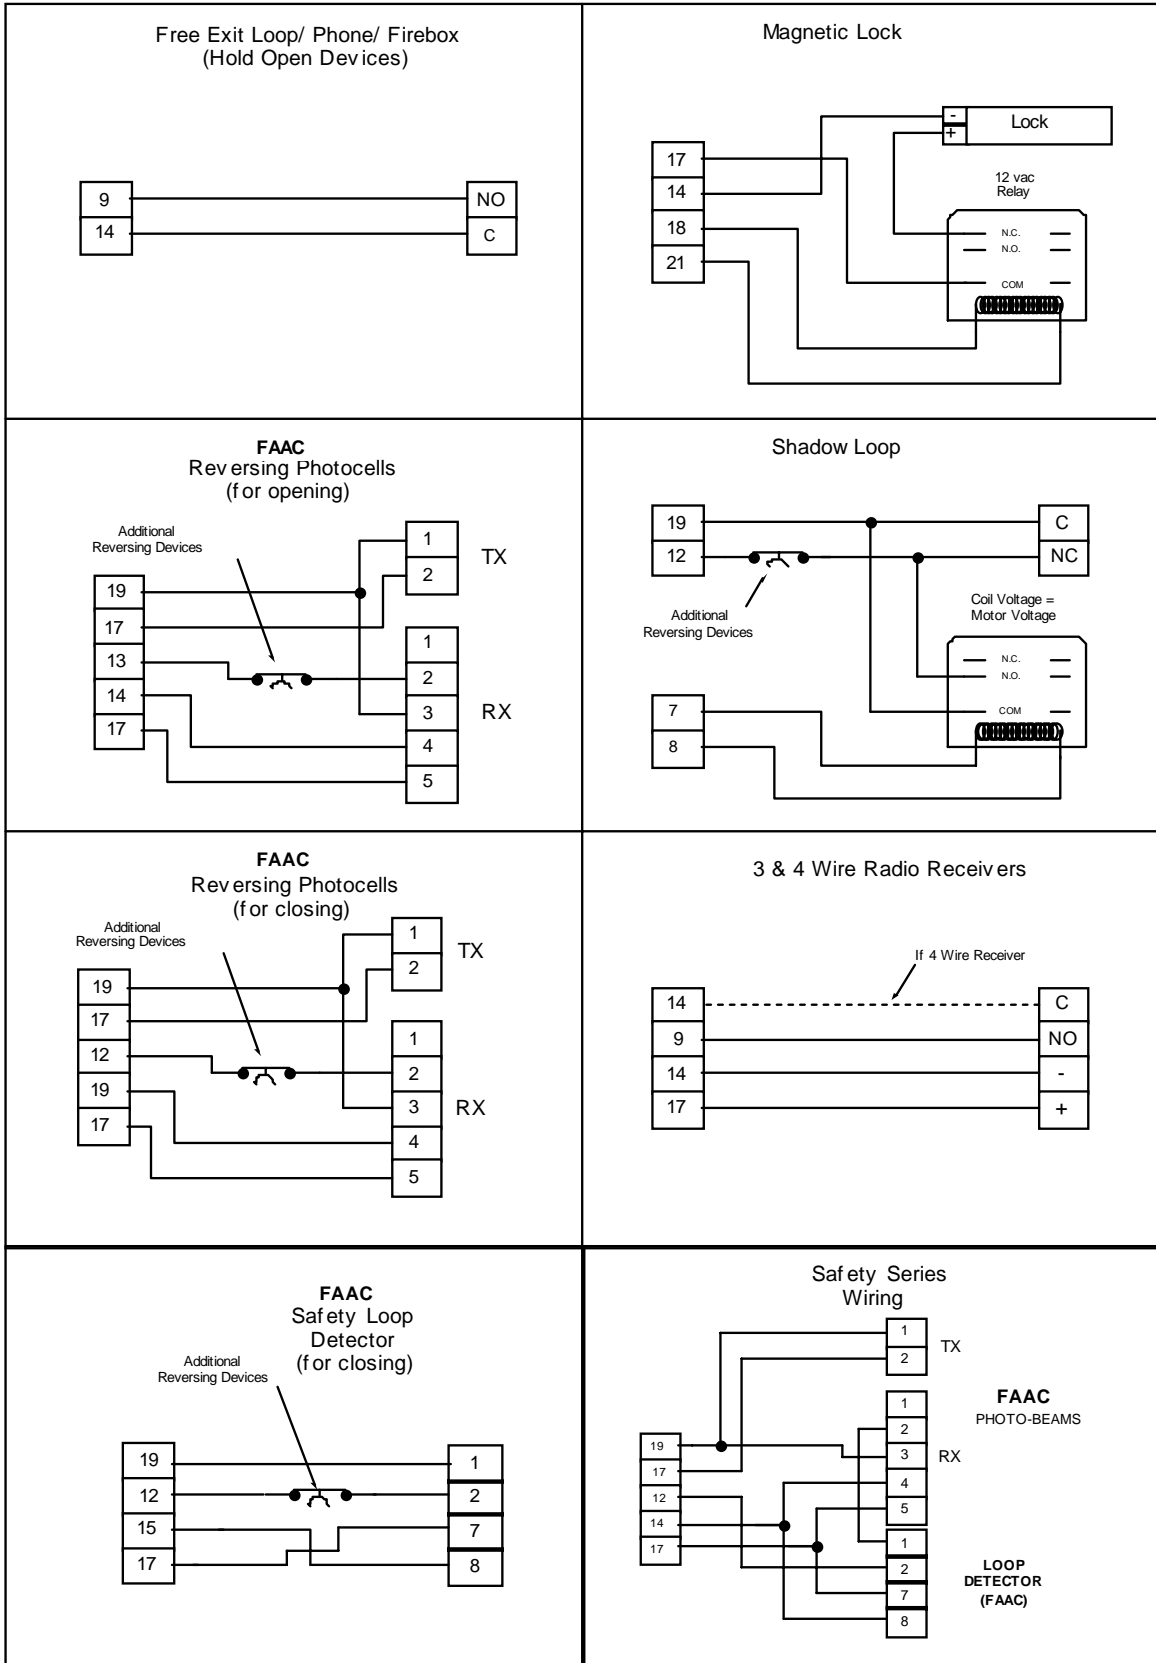 Free Exit Loop/ Phone/ Firebox
(Hold Open Devices)
9
NO
14
C
Magnetic Lock
-
Lock
+
17
14
18
21
12 vac
Relay
N.C.
N.O.
COM
FAAC
Reversing Photocells
(for opening)
Additional
Reversing Devices
1
2
TX
19
17
13
14
17
1
2
3
4
5
RX
Shadow Loop
19
C
12
NC
Additional
Reversing Devices
Coil Voltage =
Motor Voltage
N.C.
N.O.
COM
7
8
FAAC
Reversing Photocells
(for closing)
Additional
Reversing Devices
1
2
TX
19
17
12
19
17
1
2
3
4
5
RX
3 & 4 Wire Radio Receivers
If 4 Wire Receiver
14
C
9
NO
14
-
17
+
FAAC
Safety Loop
Detector
(for closing)
Additional
Reversing Devices
19
1
12
2
15
7
17
8
Safety Series
Wiring
1
2
TX
FAAC
PHOTO-BEAMS
1
2
3
4
5
RX
19
17
12
14
17
1
2
7
8
LOOP
DETECTOR
(FAAC)